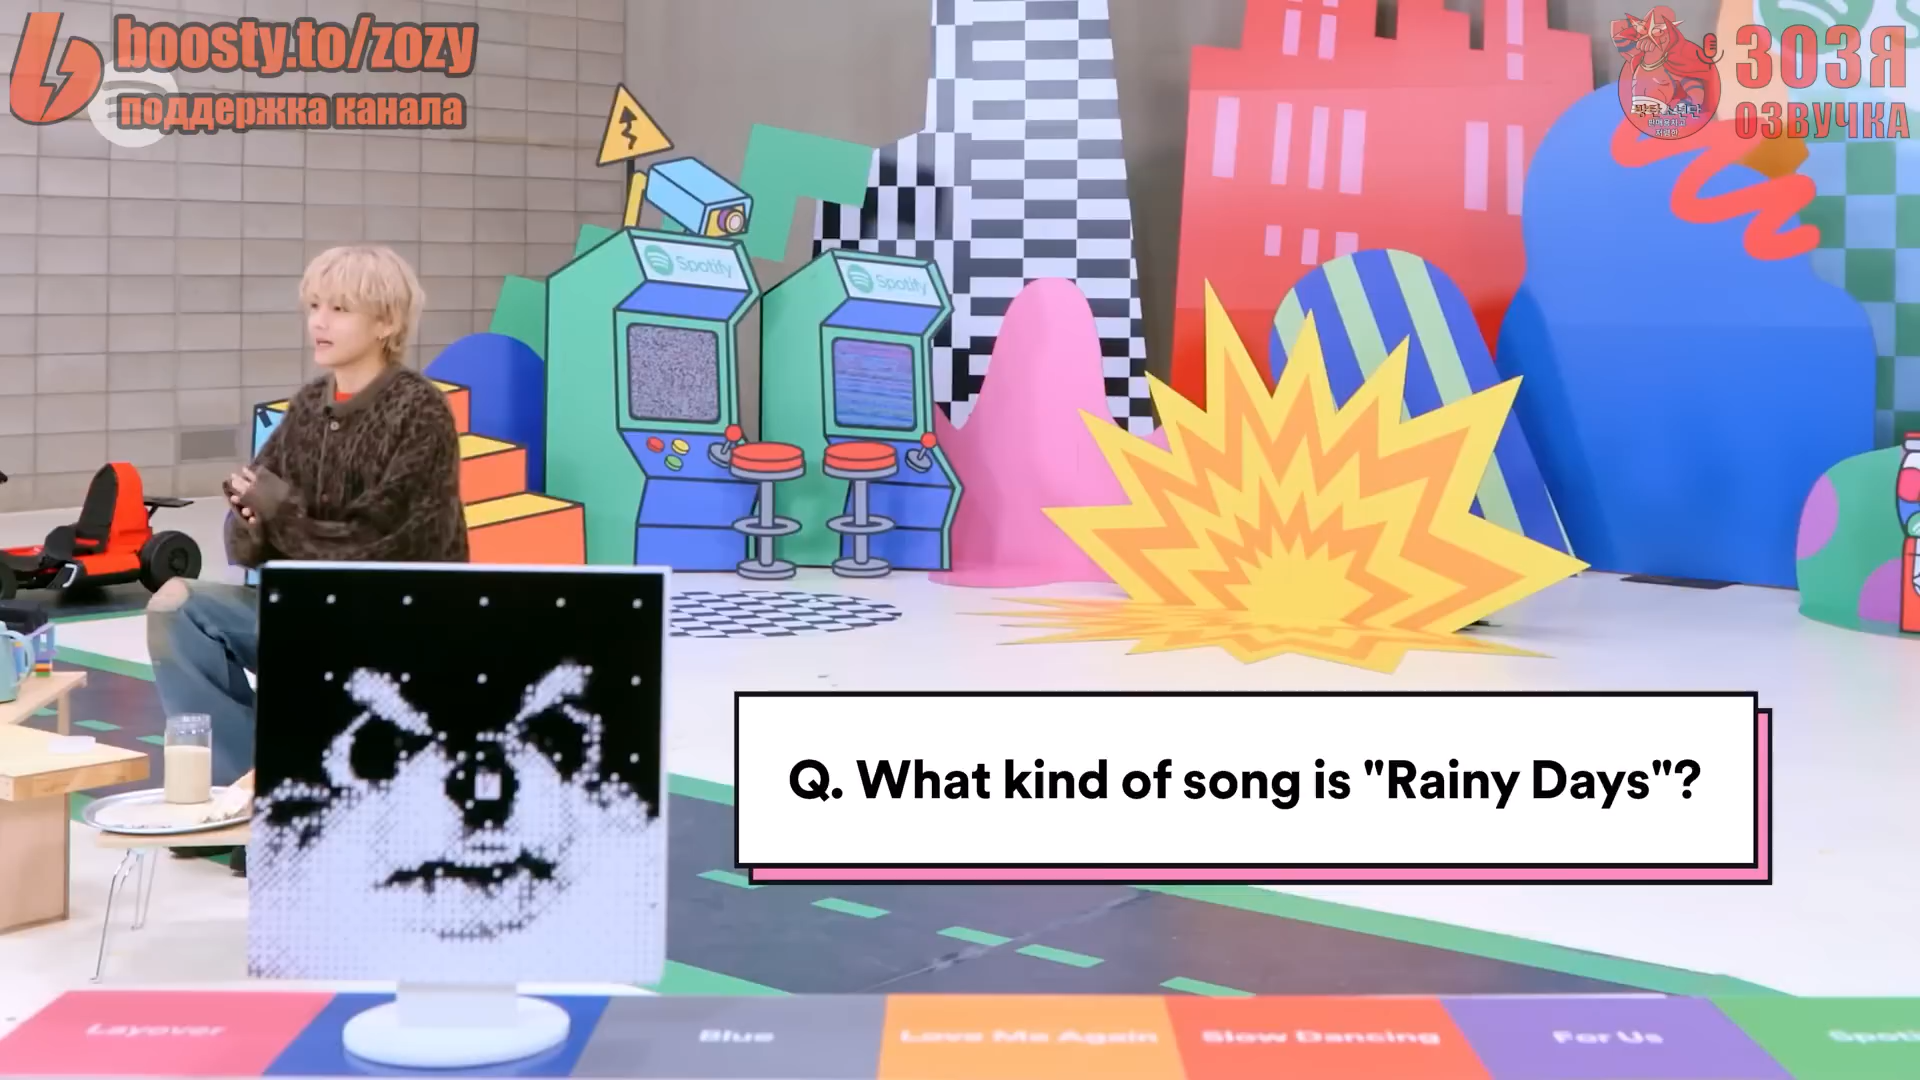 boosty.to/zozy
поддержка канала
ЗОЗЯ
ОЗВУЧКА
Spotify
Spotify
Q. What kind of song is "Rainy Days"?
Layover
Blue
Love Me Again
Slow Dancing
For Us